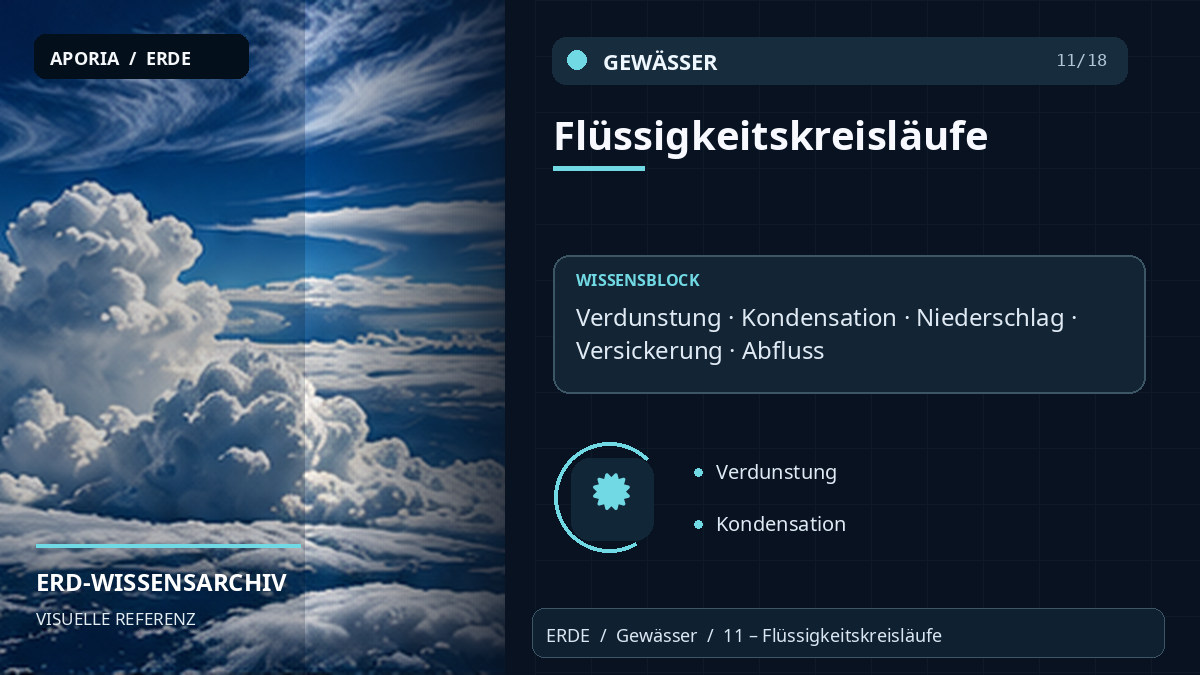 APORIA / ERDE
ERD-WISSENSARCHIV
VISUELLE REFERENZ
GEWÄSSER
11/18
Flüssigkeitskreisläufe
WISSENSBLOCK
Verdunstung · Kondensation · Niederschlag ·
Versickerung · Abfluss
Verdunstung
Kondensation
ERDE / Gewässer / 11 – Flüssigkeitskreisläufe